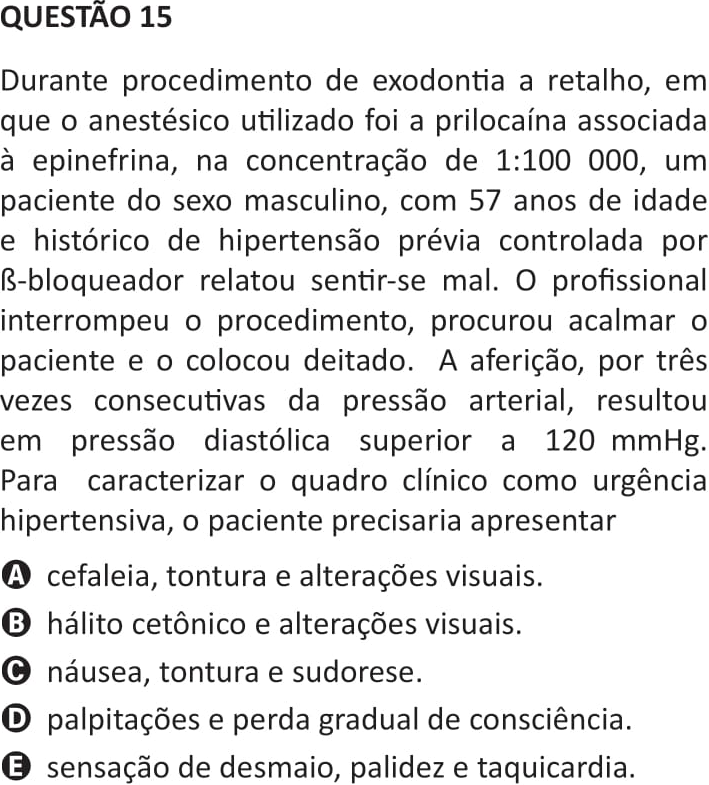 QUESTÃO 15
Durante procedimento de exodontia a retalho, em
que o anestésico utilizado foi a prilocaína associada
à epinefrina, na concentração de 1:100 000, um
paciente do sexo masculino, com 57 anos de idade
e histórico de hipertensão prévia controlada por
ß-bloqueador relatou sentir-se mal. O profissional
interrompeu o procedimento, procurou acalmar o
paciente e o colocou deitado. A aferição, por três
vezes consecutivas da pressão arterial, resultou
em pressão diastólica superior a 120 mmHg.
Para caracterizar o quadro clínico como urgência
hipertensiva, o paciente precisaria apresentar
A cefaleia, tontura e alterações visuais.
B hálito cetônico e alterações visuais.
C náusea, tontura e sudorese.
D palpitações e perda gradual de consciência.
E sensação de desmaio, palidez e taquicardia.